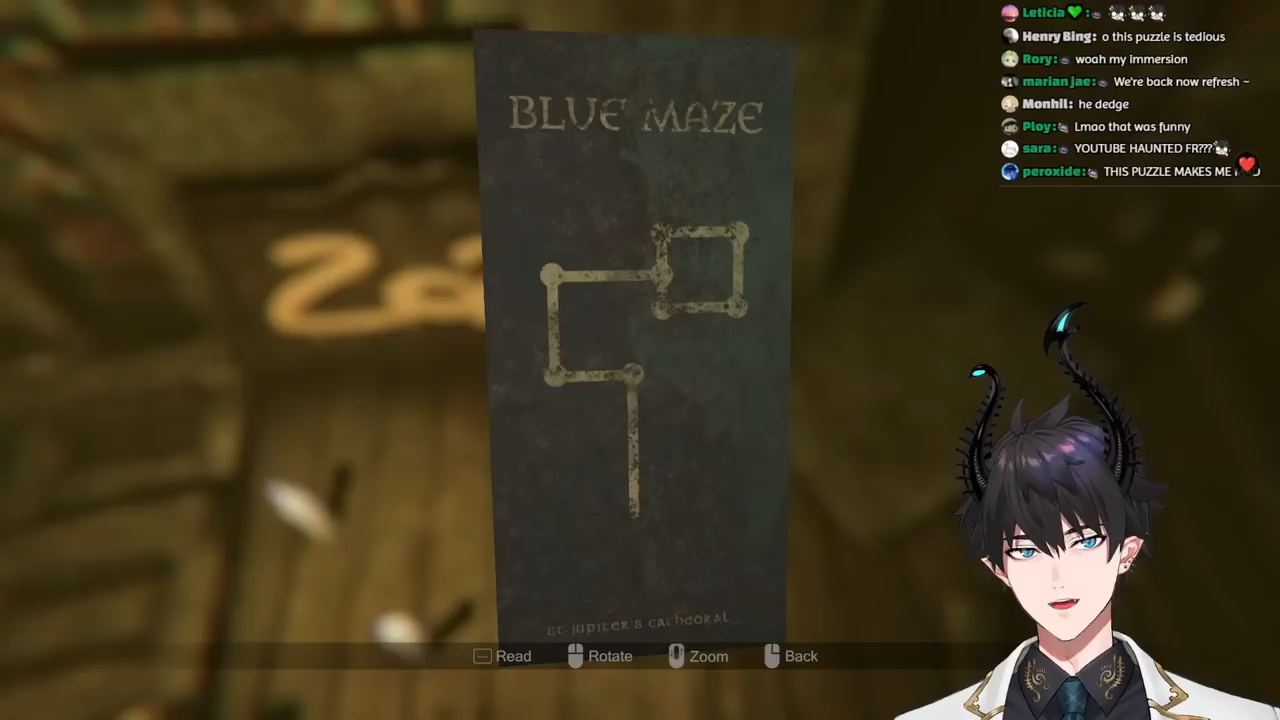 BLUE MAZE
St Jupiter's Cathedral
Read
Rotate
Zoom
Back
Leticia💚:
Henry Bing: o this puzzle is tedious
Rory: woah my immersion
marian jae: We're back now refresh ~
Monhil: he dedge
Ploy: Lmao that was funny
sara: YOUTUBE HAUNTED FR???
peroxide: THIS PUZZLE MAKES ME